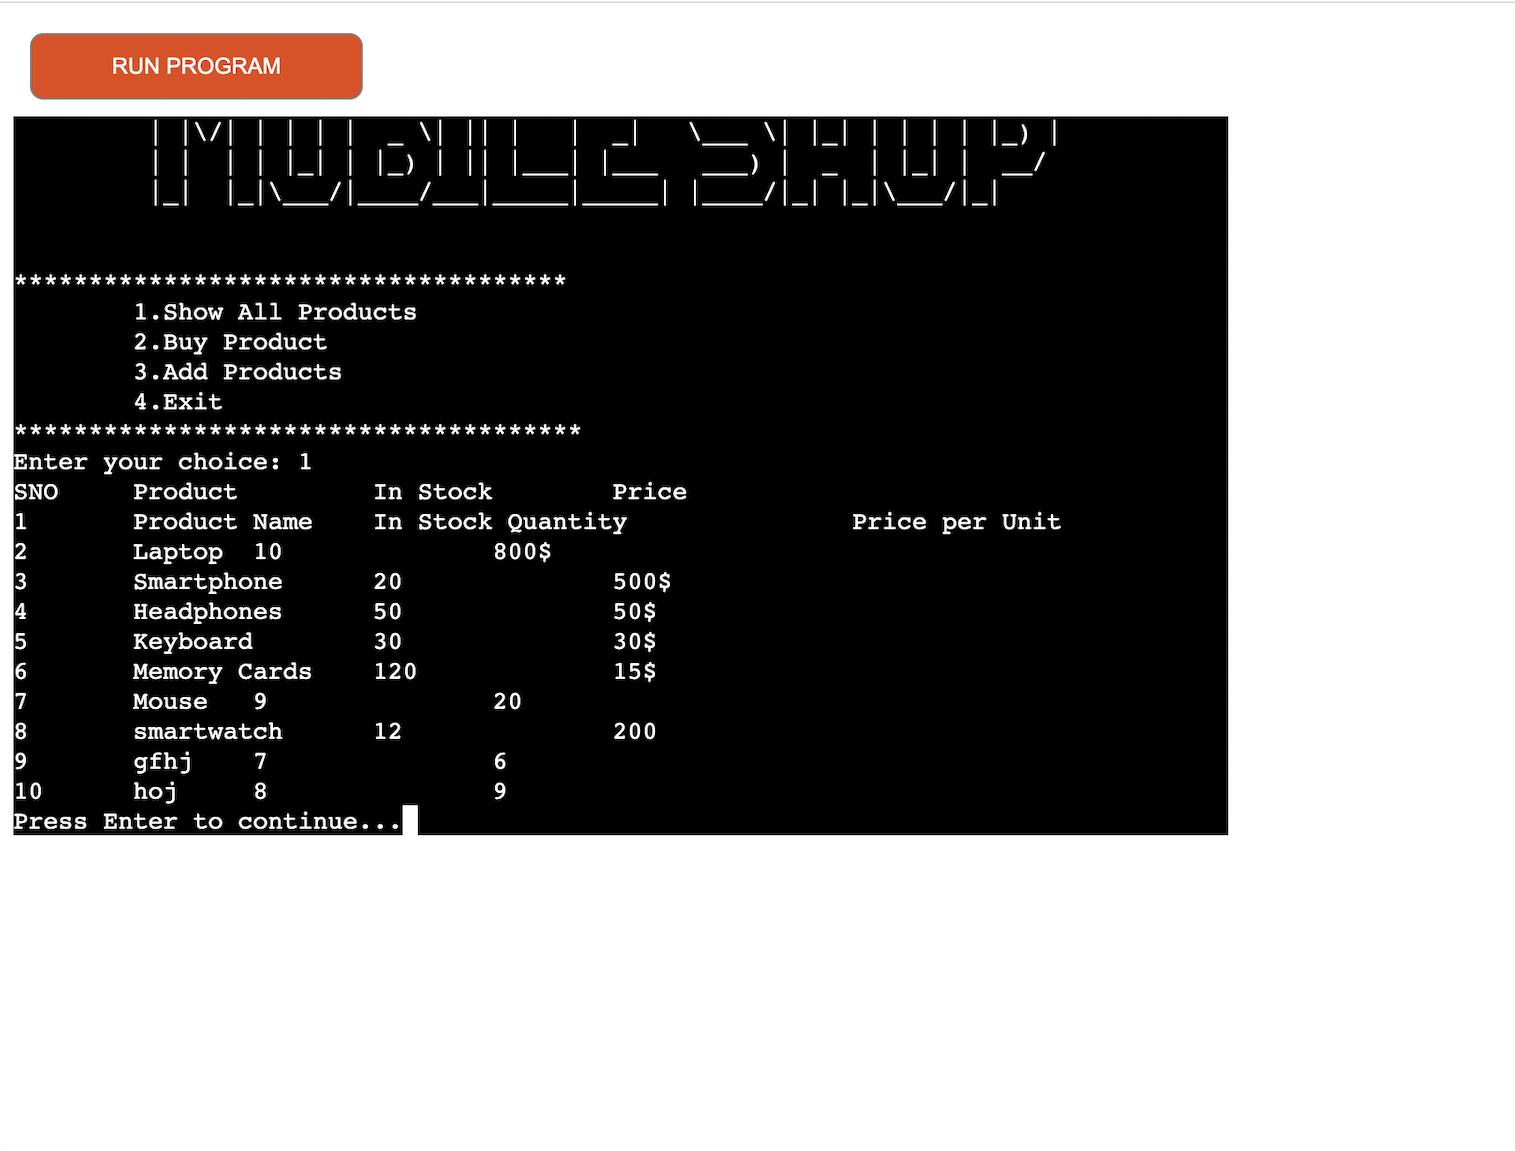 RUN PROGRAM
MOBILE SHOP
*************************************
1.Show All Products
2.Buy Product
3.Add Products
4.Exit
**************************************
Enter your choice: 1
SNO Product In Stock Price
1 Product Name In Stock Quantity Price per Unit
2 Laptop 10 800$
3 Smartphone 20 500$
4 Headphones 50 50$
5 Keyboard 30 30$
6 Memory Cards 120 15$
7 Mouse 9 20
8 smartwatch 12 200
9 gfhj 7 6
10 hoj 8 9
Press Enter to continue...